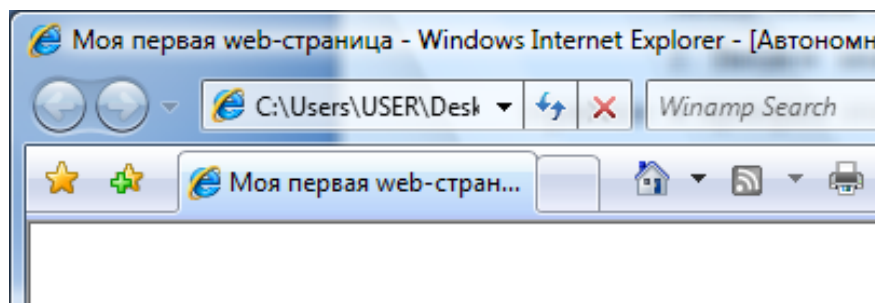 Моя первая web-страница - Windows Internet Explorer - [Автономн
C:\Users\USER\Desk
Winamp Search
Моя первая web-стран...